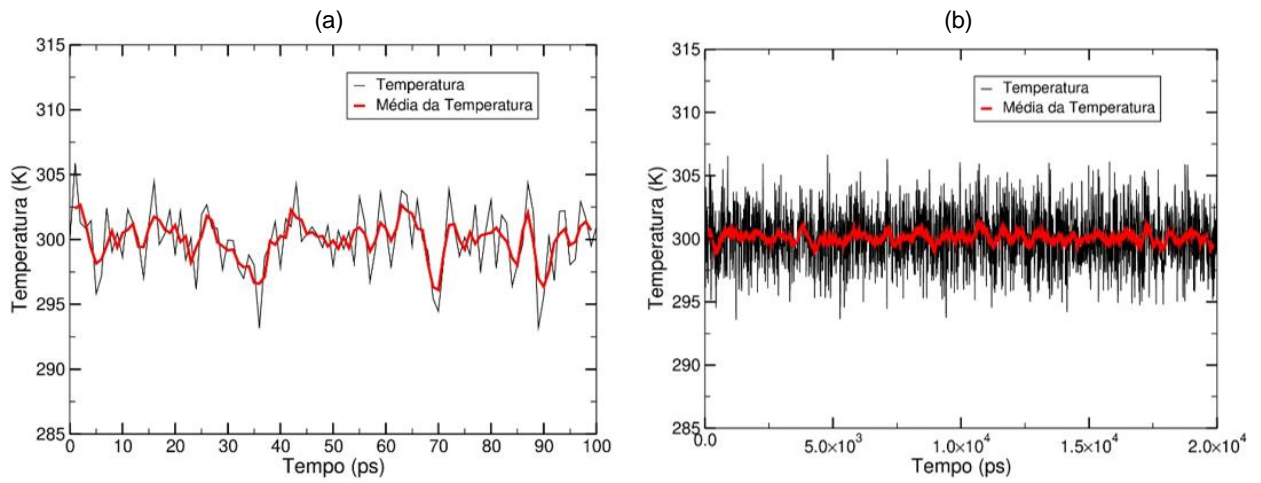 (a)
315
310
305
300
295
290
285
Temperatura (K)
Temperatura
Média da Temperatura
0 10 20 30 40 50 60 70 80 90 100
Tempo (ps)
(b)
315
310
305
300
295
290
285
Temperatura (K)
Temperatura
Média da Temperatura
0.0 5.0×10³ 1.0×10⁴ 1.5×10⁴ 2.0×10⁴
Tempo (ps)